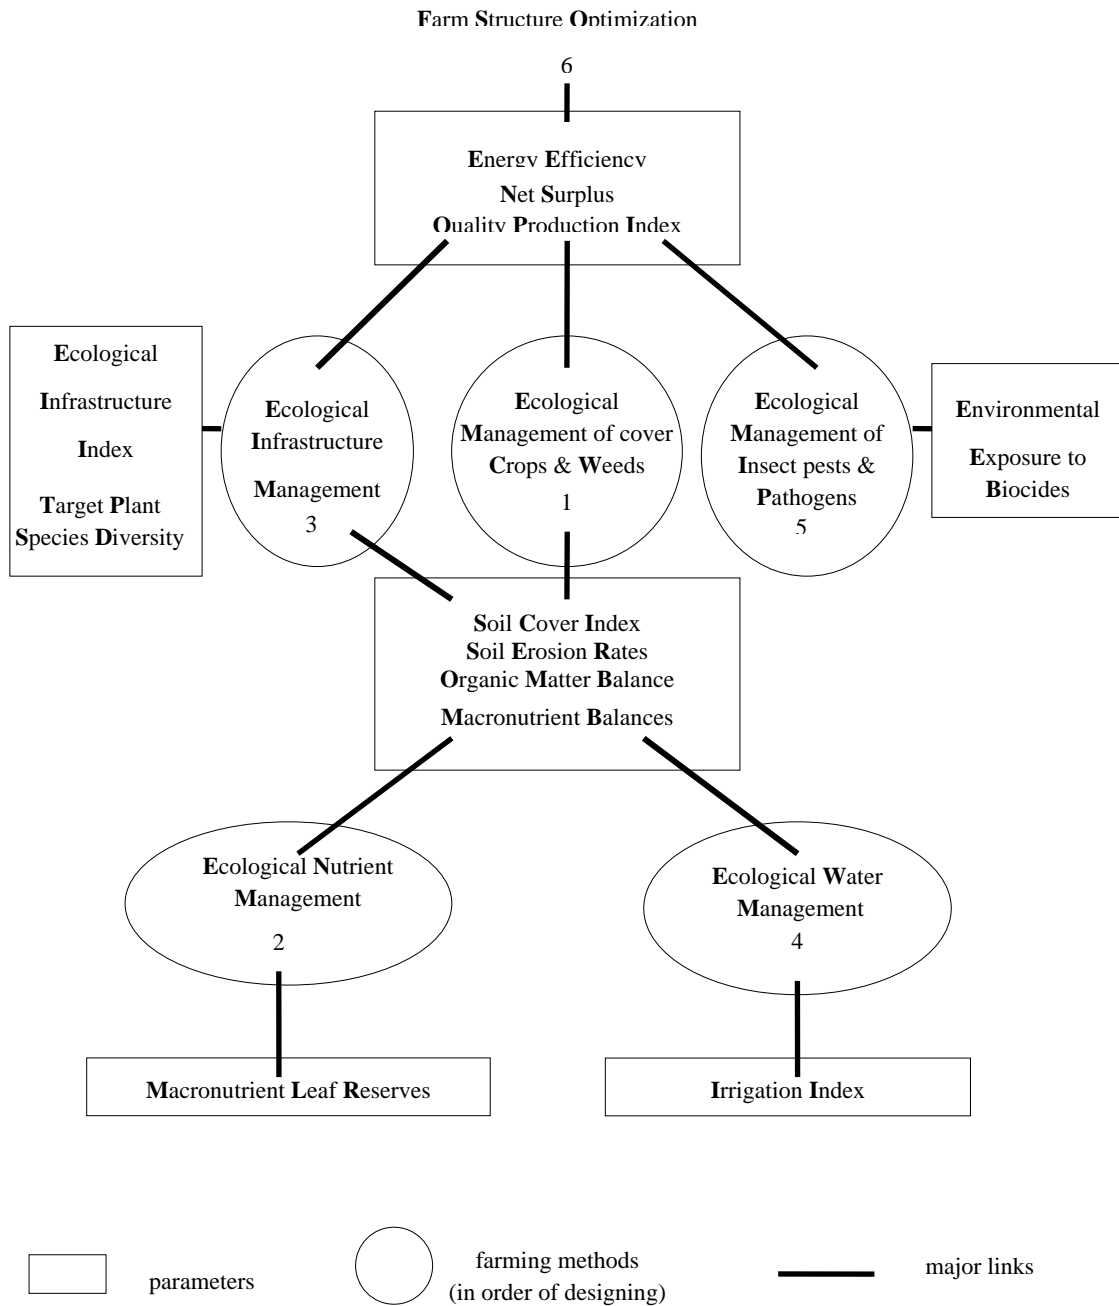 Farm Structure Optimization
6
Energy Efficiency
Net Surplus
Quality Production Index
Ecological
Infrastructure
Index
Target Plant
Species Diversity
Ecological
Infrastructure
Management
3
Ecological
Management of cover
Crops & Weeds
1
Ecological
Management of
Insect pests &
Pathogens
5
Environmental
Exposure to
Biocides
Soil Cover Index
Soil Erosion Rates
Organic Matter Balance
Macronutrient Balances
Ecological Nutrient
Management
2
Ecological Water
Management
4
Macronutrient Leaf Reserves
Irrigation Index
parameters
farming methods
(in order of designing)
major links